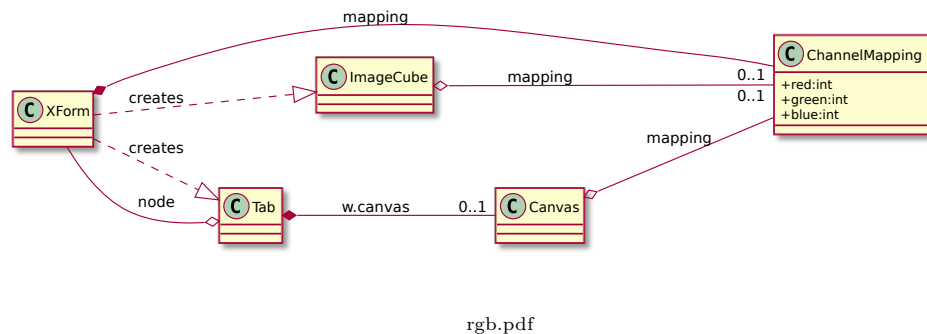 mapping
C ChannelMapping
+red:int
+green:int
+blue:int
C ImageCube
mapping
0..1
0..1
creates
C XForm
mapping
creates
node
C Tab
w.canvas
0..1
C Canvas
rgb.pdf